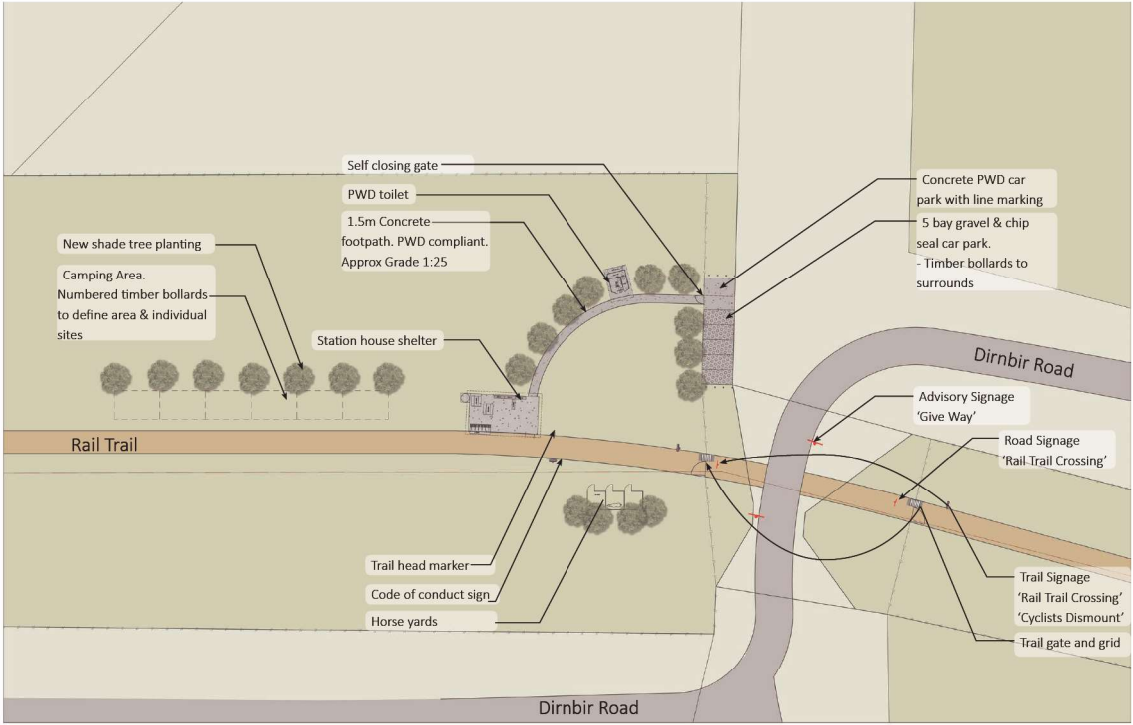 Self closing gate
PWD toilet
1.5m Concrete
footpath. PWD compliant.
Approx Grade 1:25
New shade tree planting
Camping Area.
Numbered timber bollards
to define area & individual
sites
Station house shelter
Concrete PWD car
park with line marking
5 bay gravel & chip
seal car park.
- Timber bollards to
surrounds
Dirnbir Road
Advisory Signage
‘Give Way’
Road Signage
‘Rail Trail Crossing’
Rail Trail
Trail head marker
Code of conduct sign
Horse yards
Trail Signage
‘Rail Trail Crossing’
‘Cyclists Dismount’
Trail gate and grid
Dirnbir Road